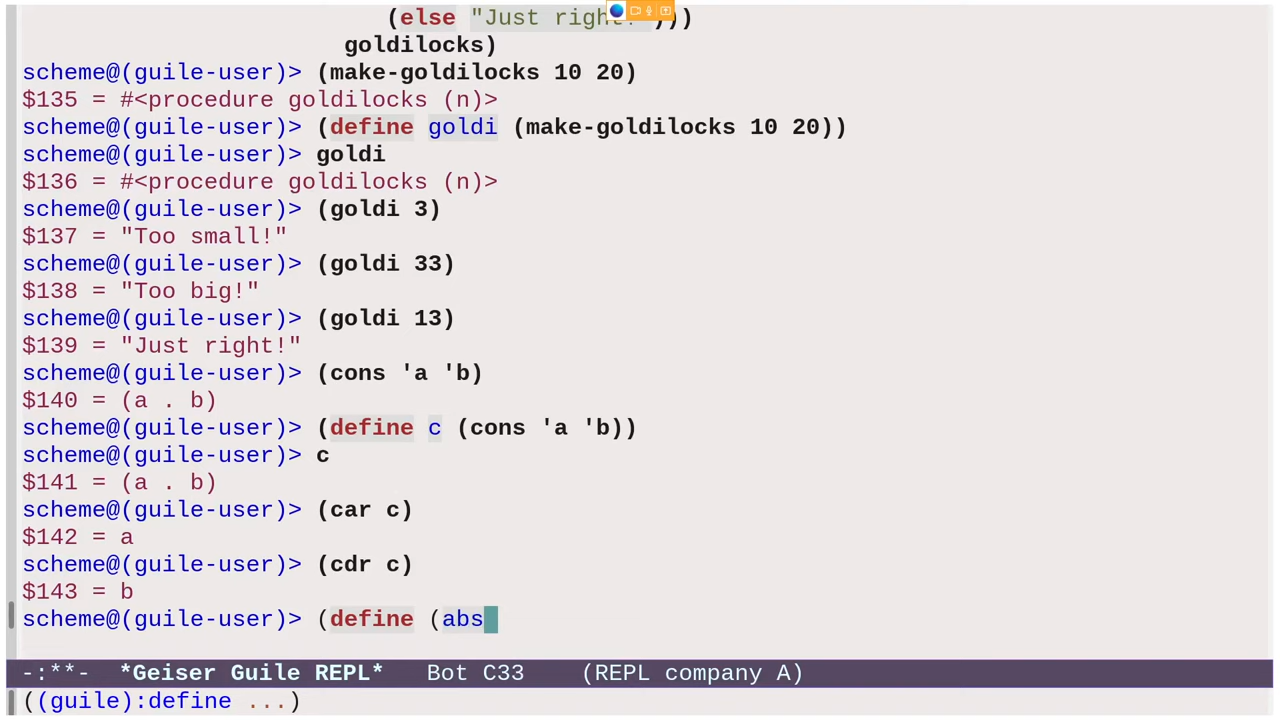 (else "Just right!")))
goldilocks)
scheme@(guile-user)> (make-goldilocks 10 20)
$135 = #<procedure goldilocks (n)>
scheme@(guile-user)> (define goldi (make-goldilocks 10 20))
scheme@(guile-user)> goldi
$136 = #<procedure goldilocks (n)>
scheme@(guile-user)> (goldi 3)
$137 = "Too small!"
scheme@(guile-user)> (goldi 33)
$138 = "Too big!"
scheme@(guile-user)> (goldi 13)
$139 = "Just right!"
scheme@(guile-user)> (cons 'a 'b)
$140 = (a . b)
scheme@(guile-user)> (define c (cons 'a 'b))
scheme@(guile-user)> c
$141 = (a . b)
scheme@(guile-user)> (car c)
$142 = a
scheme@(guile-user)> (cdr c)
$143 = b
scheme@(guile-user)> (define (abs
-:**-  *Geiser Guile REPL*   Bot C33    (REPL company A)
((guile):define ...)